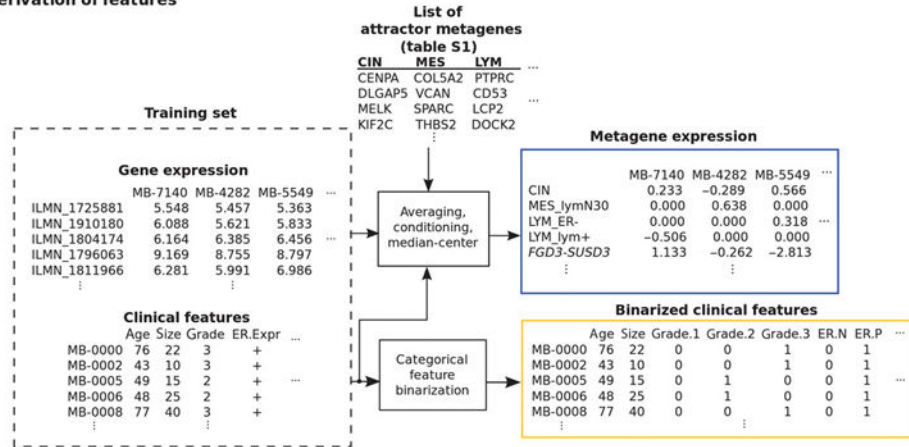 erivation of features
List of
attractor metagenes
(table S1)
CIN MES LYM ...
CENPA COL5A2 PTPRC
DLGAP5 VCAN CD53 ...
MELK SPARC LCP2
KIF2C THBS2 DOCK2
Training set
Gene expression
MB-7140 MB-4282 MB-5549 ...
ILMN_1725881 5.548 5.457 5.363
ILMN_1910180 6.088 5.621 5.833
ILMN_1804174 6.164 6.385 6.456 ...
ILMN_1796063 9.169 8.755 8.797
ILMN_1811966 6.281 5.991 6.986
Clinical features
Age Size Grade ER.Expr ...
MB-0000 76 22 3 +
MB-0002 43 10 3 +
MB-0005 49 15 2 + ...
MB-0006 48 25 2 +
MB-0008 77 40 3 +
Averaging,
conditioning,
median-center
Categorical
feature
binarization
Metagene expression
MB-7140 MB-4282 MB-5549 ...
CIN 0.233 −0.289 0.566
MES_lymN30 0.000 0.638 0.000
LYM_ER- 0.000 0.000 0.318 ...
LYM_lym+ −0.506 0.000 0.000
FGD3-SUSD3 1.133 −0.262 −2.813
Binarized clinical features
Age Size Grade.1 Grade.2 Grade.3 ER.N ER.P ...
MB-0000 76 22 0 0 1 0 1
MB-0002 43 10 0 0 1 0 1
MB-0005 49 15 0 1 0 0 1 ...
MB-0006 48 25 0 1 0 0 1
MB-0008 77 40 0 0 1 0 1